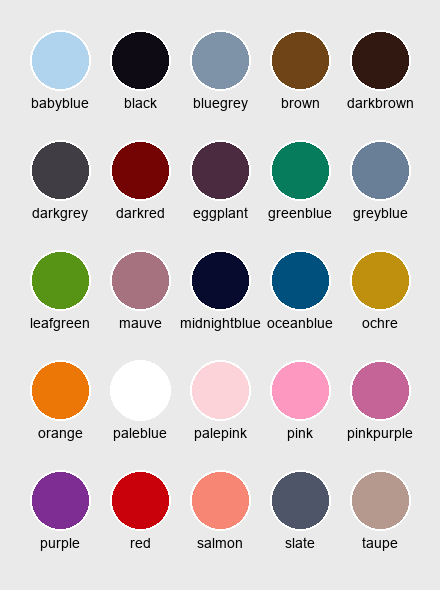 babyblue black bluegrey brown darkbrown
darkgrey darkred eggplant greenblue greyblue
leafgreen mauve midnightblue oceanblue ochre
orange paleblue palepink pink pinkpurple
purple red salmon slate taupe